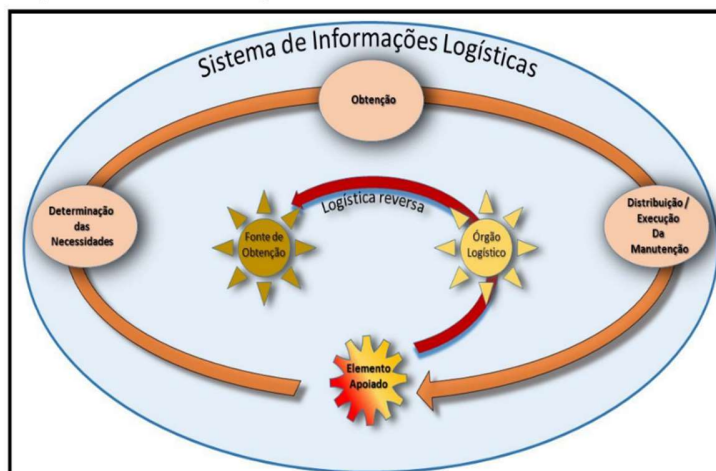 Sistema de Informações Logísticas
Obtenção
Determinação
das
Necessidades
Distribuição /
Execução
Da
Manutenção
Logística reversa
Fonte de
Obtenção
Órgão
Logístico
Elemento
Apoiado